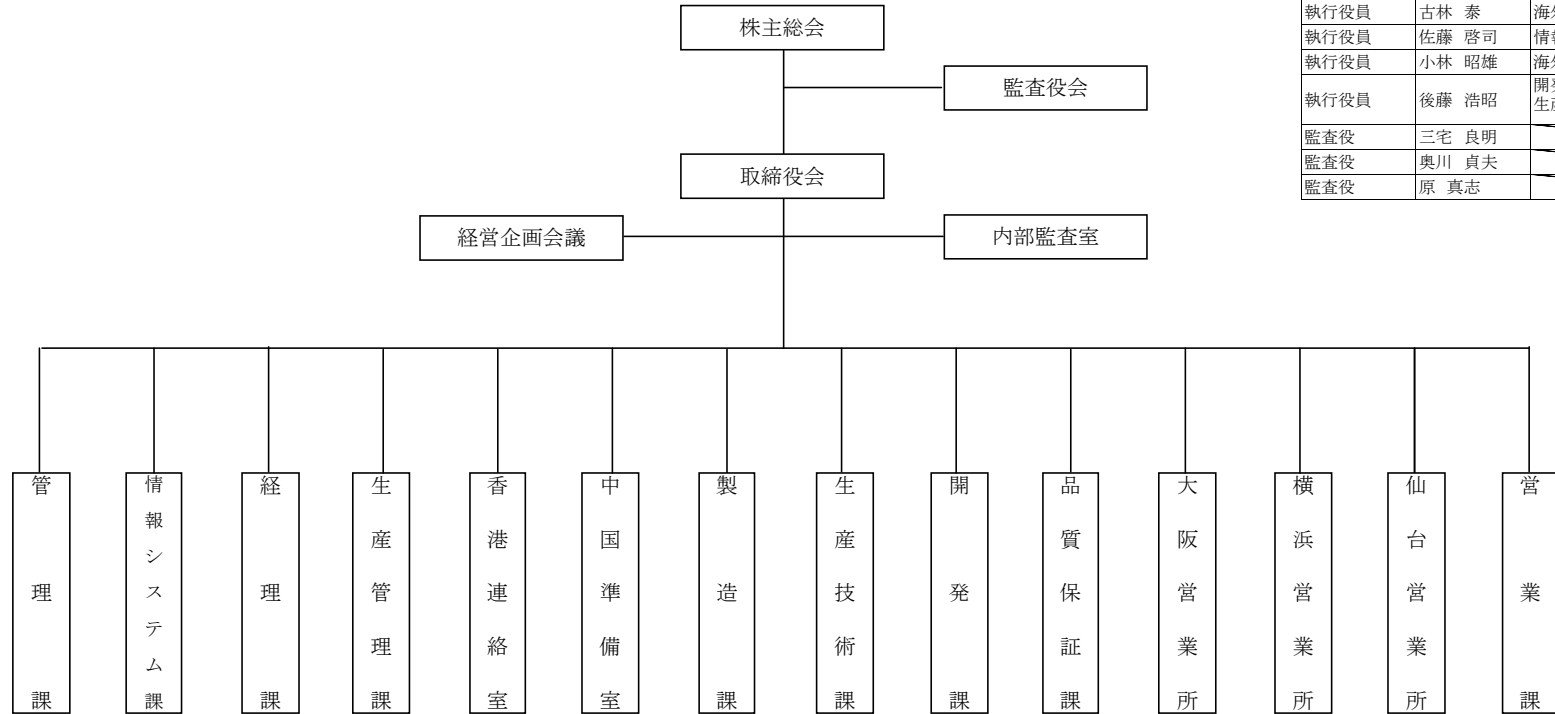 株主総会
監査役会
取締役会
経営企画会議
内部監査室
執行役員 古林 泰 海
執行役員 佐藤 啓司 情
執行役員 小林 昭雄 海
執行役員 後藤 浩昭 開
生
監査役 三宅 良明
監査役 奥川 貞夫
監査役 原 真志
管理課
情報システム課
経理課
生産管理課
香港連絡室
中国準備室
製造課
生産技術課
開発課
品質保証課
大阪営業所
横浜営業所
仙台営業所
営業課